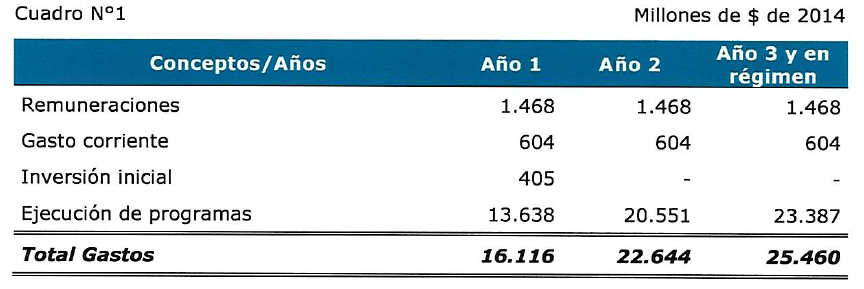 Cuadro N°1 Millones de $ de 2014
Conceptos/Años Año 1 Año 2 Año 3 y en régimen
Remuneraciones 1.468 1.468 1.468
Gasto corriente 604 604 604
Inversión inicial 405 - -
Ejecución de programas 13.638 20.551 23.387
Total Gastos 16.116 22.644 25.460